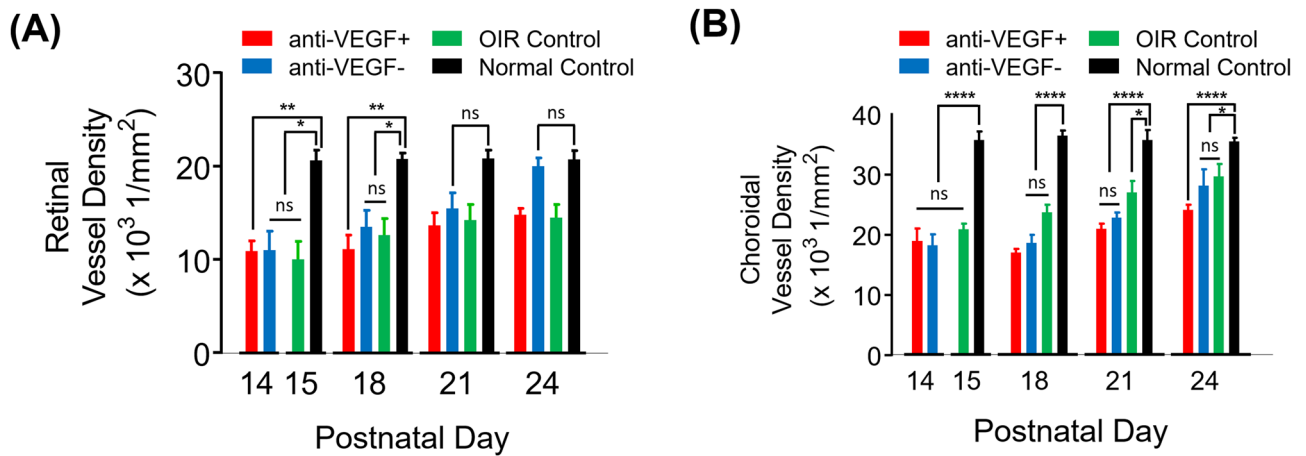 (A)
anti-VEGF+ OIR Control
anti-VEGF- Normal Control
Retinal
Vessel Density
(x 10³ 1/mm²)
30
20
10
0
** ** ns ns
* *
ns ns
14 15 18 21 24
Postnatal Day
(B)
anti-VEGF+ OIR Control
anti-VEGF- Normal Control
Choroidal
Vessel Density
(x 10³ 1/mm²)
40
30
20
10
0
**** **** **** ****
* *
ns ns ns ns
14 15 18 21 24
Postnatal Day